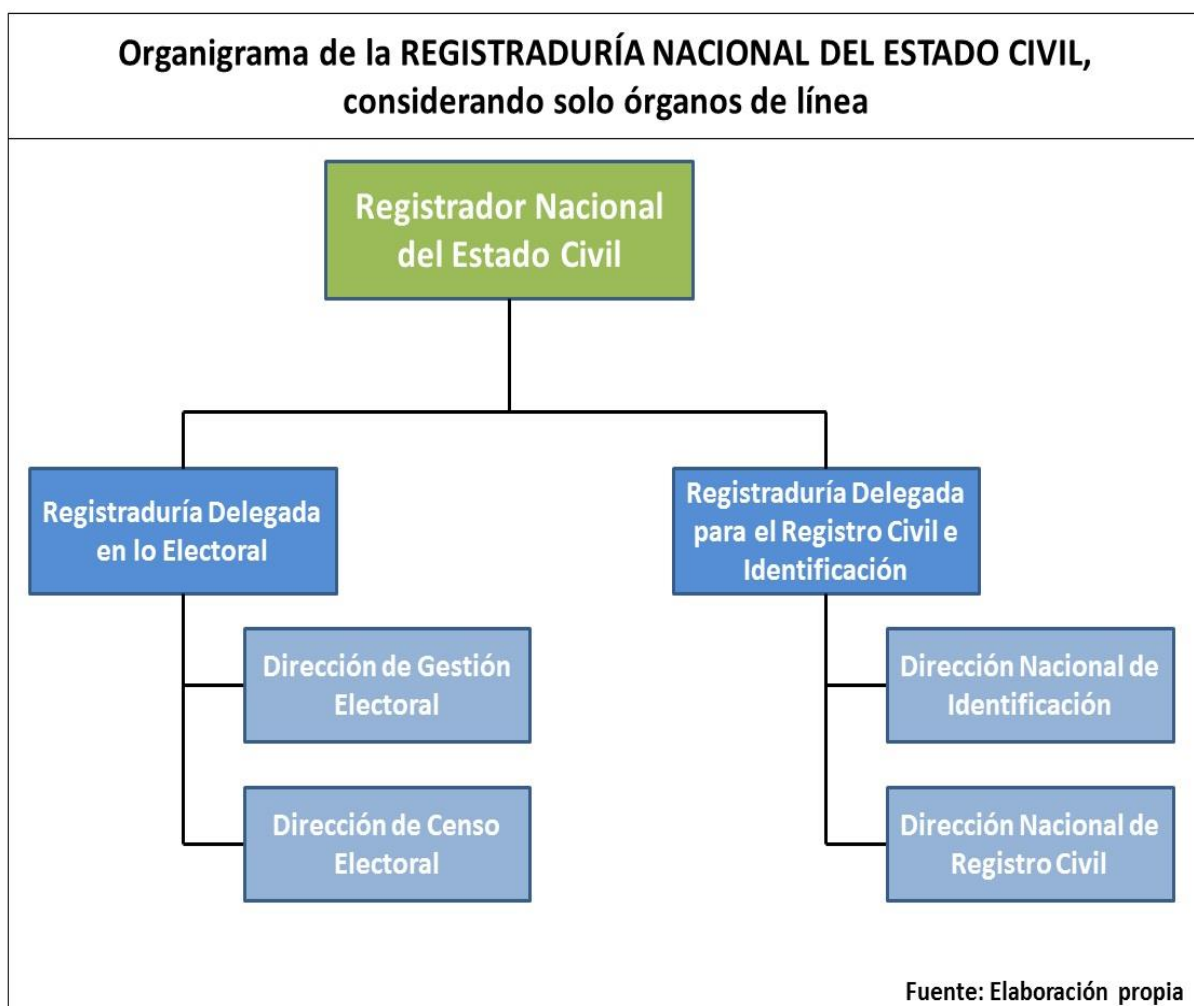 Organigrama de la REGISTRADURÍA NACIONAL DEL ESTADO CIVIL,
considerando solo órganos de línea
Registrador Nacional
del Estado Civil
Registraduría Delegada
en lo Electoral
Registraduría Delegada
para el Registro Civil e
Identificación
Dirección de Gestión
Electoral
Dirección Nacional de
Identificación
Dirección de Censo
Electoral
Dirección Nacional de
Registro Civil
Fuente: Elaboración propia